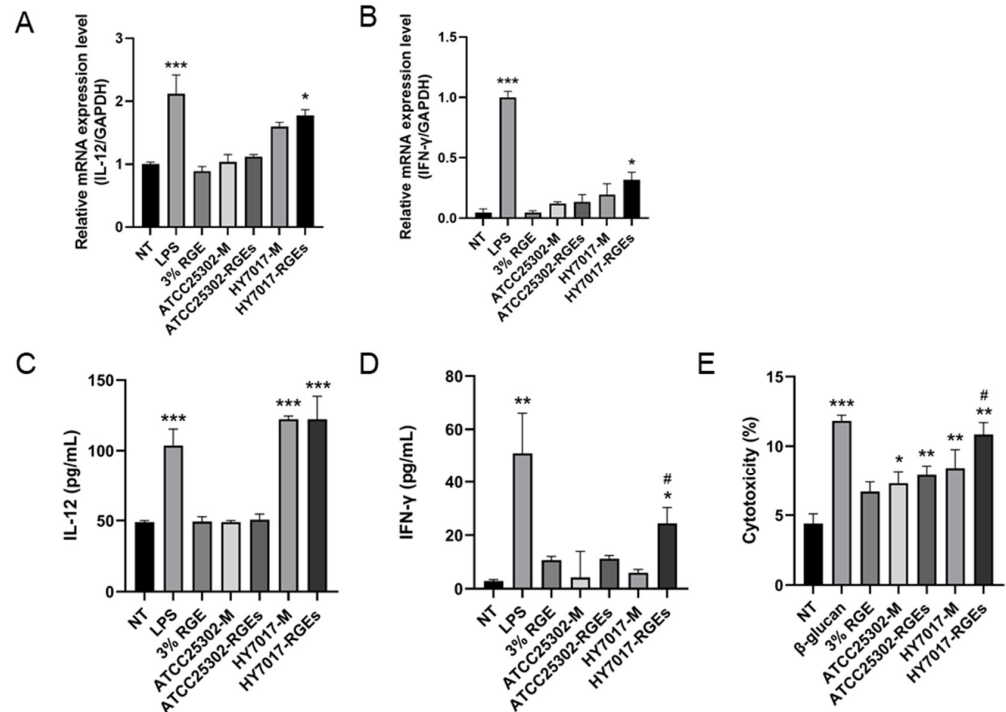 A
Relative mRNA expression level
(IL-12/GAPDH)
3
2
1
0
***
*
NT
LPS
3% RGE
ATCC25302-M
ATCC25302-RGEs
HY7017-M
HY7017-RGEs
B
Relative mRNA expression level
(IFN-γ/GAPDH)
1.5
1.0
0.5
0.0
***
*
NT
LPS
3% RGE
ATCC25302-M
ATCC25302-RGEs
HY7017-M
HY7017-RGEs
C
IL-12 (pg/mL)
150
100
50
0
***
***
***
NT
LPS
3% RGE
ATCC25302-M
ATCC25302-RGEs
HY7017-M
HY7017-RGEs
D
IFN-γ (pg/mL)
80
60
40
20
0
**
#
*
NT
LPS
3% RGE
ATCC25302-M
ATCC25302-RGEs
HY7017-M
HY7017-RGEs
E
Cytotoxicity (%)
15
10
5
0
***
*
**
**
#
**
NT
β-glucan
3% RGE
ATCC25302-M
ATCC25302-RGEs
HY7017-M
HY7017-RGEs